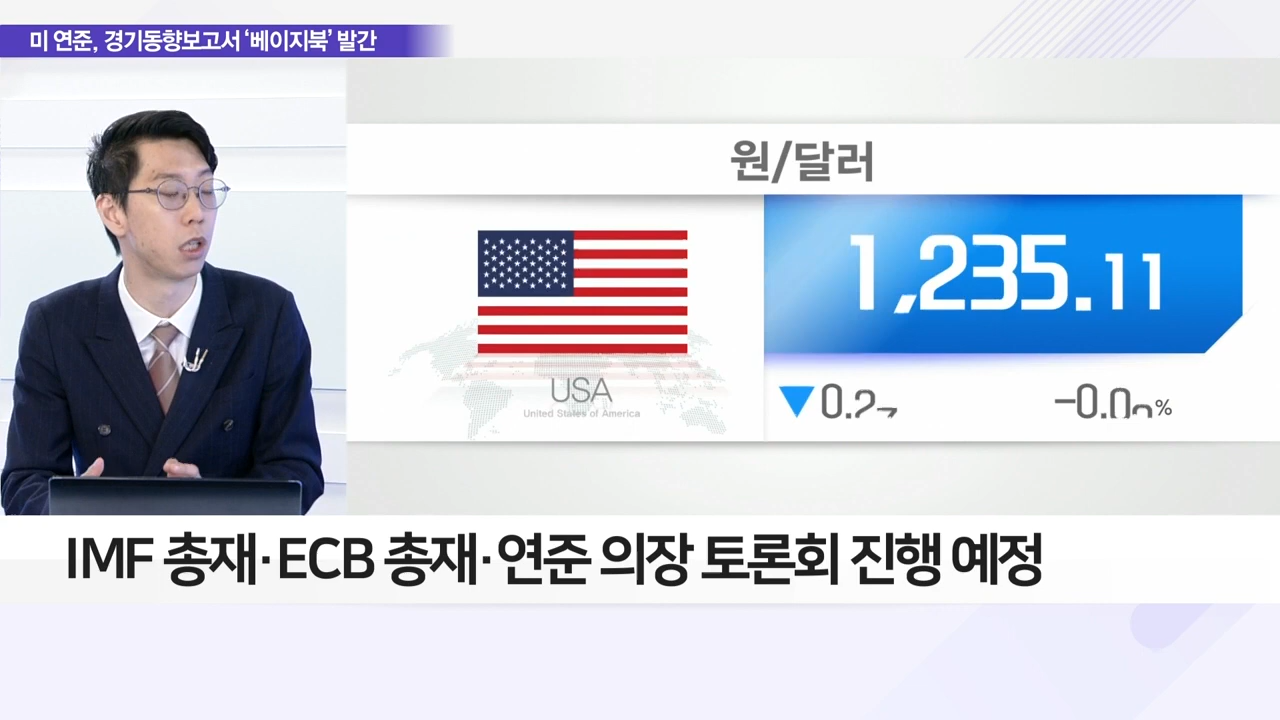 미 연준, 경기동향보고서 ‘베이지북’ 발간
원/달러
1,235.11
USA
United States of America
IMF 총재·ECB 총재·연준 의장 토론회 진행 예정